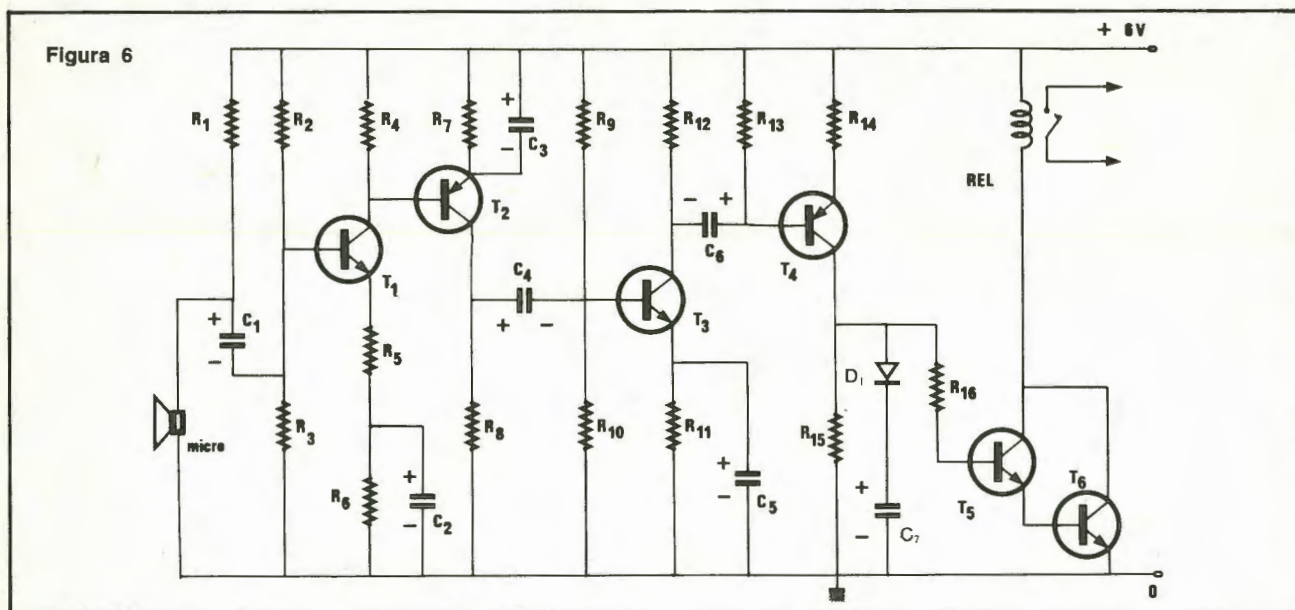 Figura 6
+ 6V
R1
R2
R4
R7
+
C3
−
R9
R12
R13
R14
REL
T2
− +
C6
T4
T1
+
C1
−
C4
+ −
T3
R5
D1
R16
micro
R3
R8
R10
R11
R15
T5
T6
R6
+
C2
−
+
C5
−
+
C7
−
0